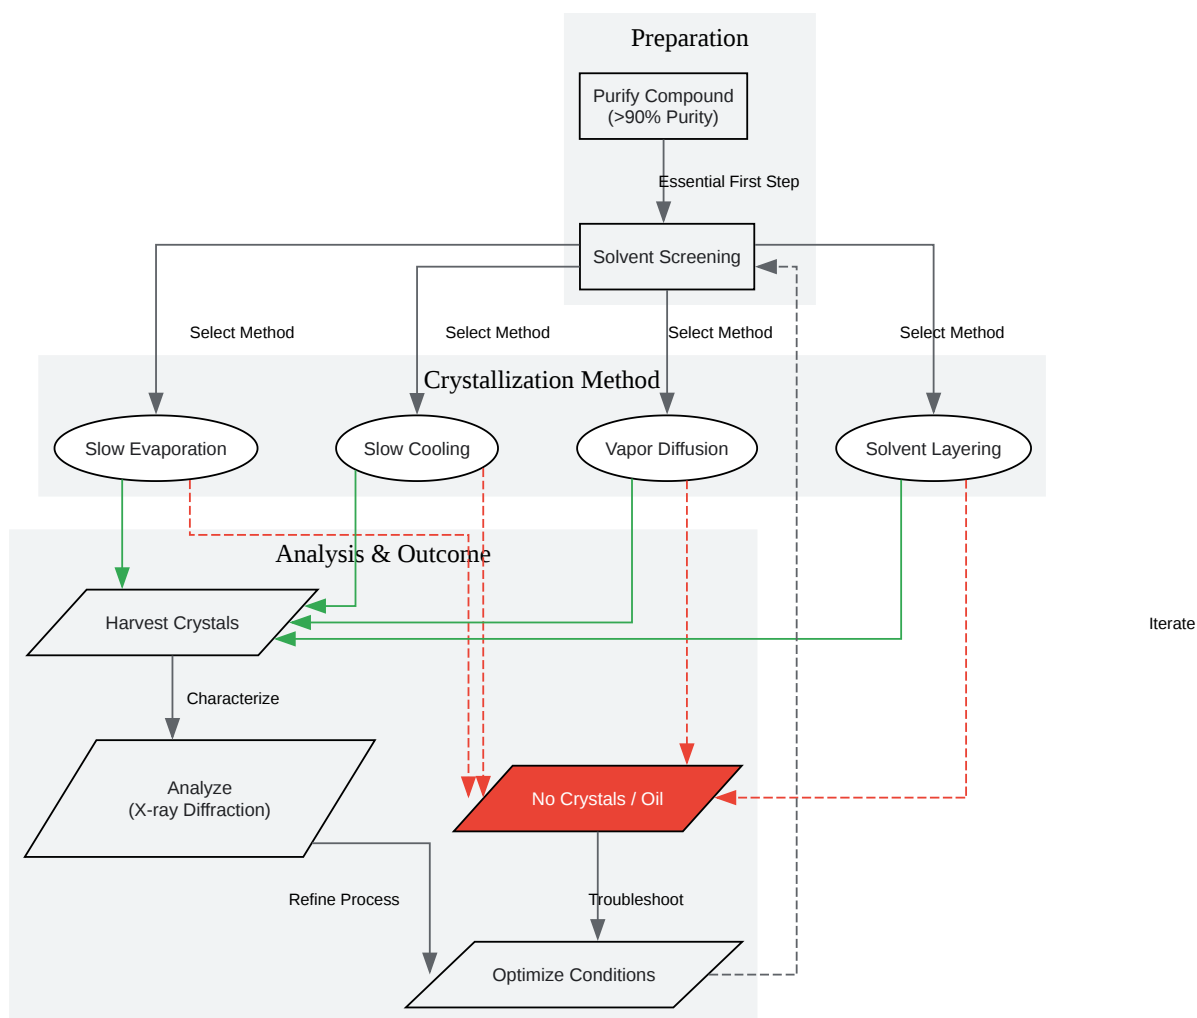 Preparation
Purify Compound
(>90% Purity)
Essential First Step
Solvent Screening
Select Method
Select Method
Select Method
Select Method
Crystallization Method
Slow Evaporation
Slow Cooling
Vapor Diffusion
Solvent Layering
Analysis & Outcome
Harvest Crystals
Iterate
Characterize
Analyze
(X-ray Diffraction)
No Crystals / Oil
Refine Process
Troubleshoot
Optimize Conditions